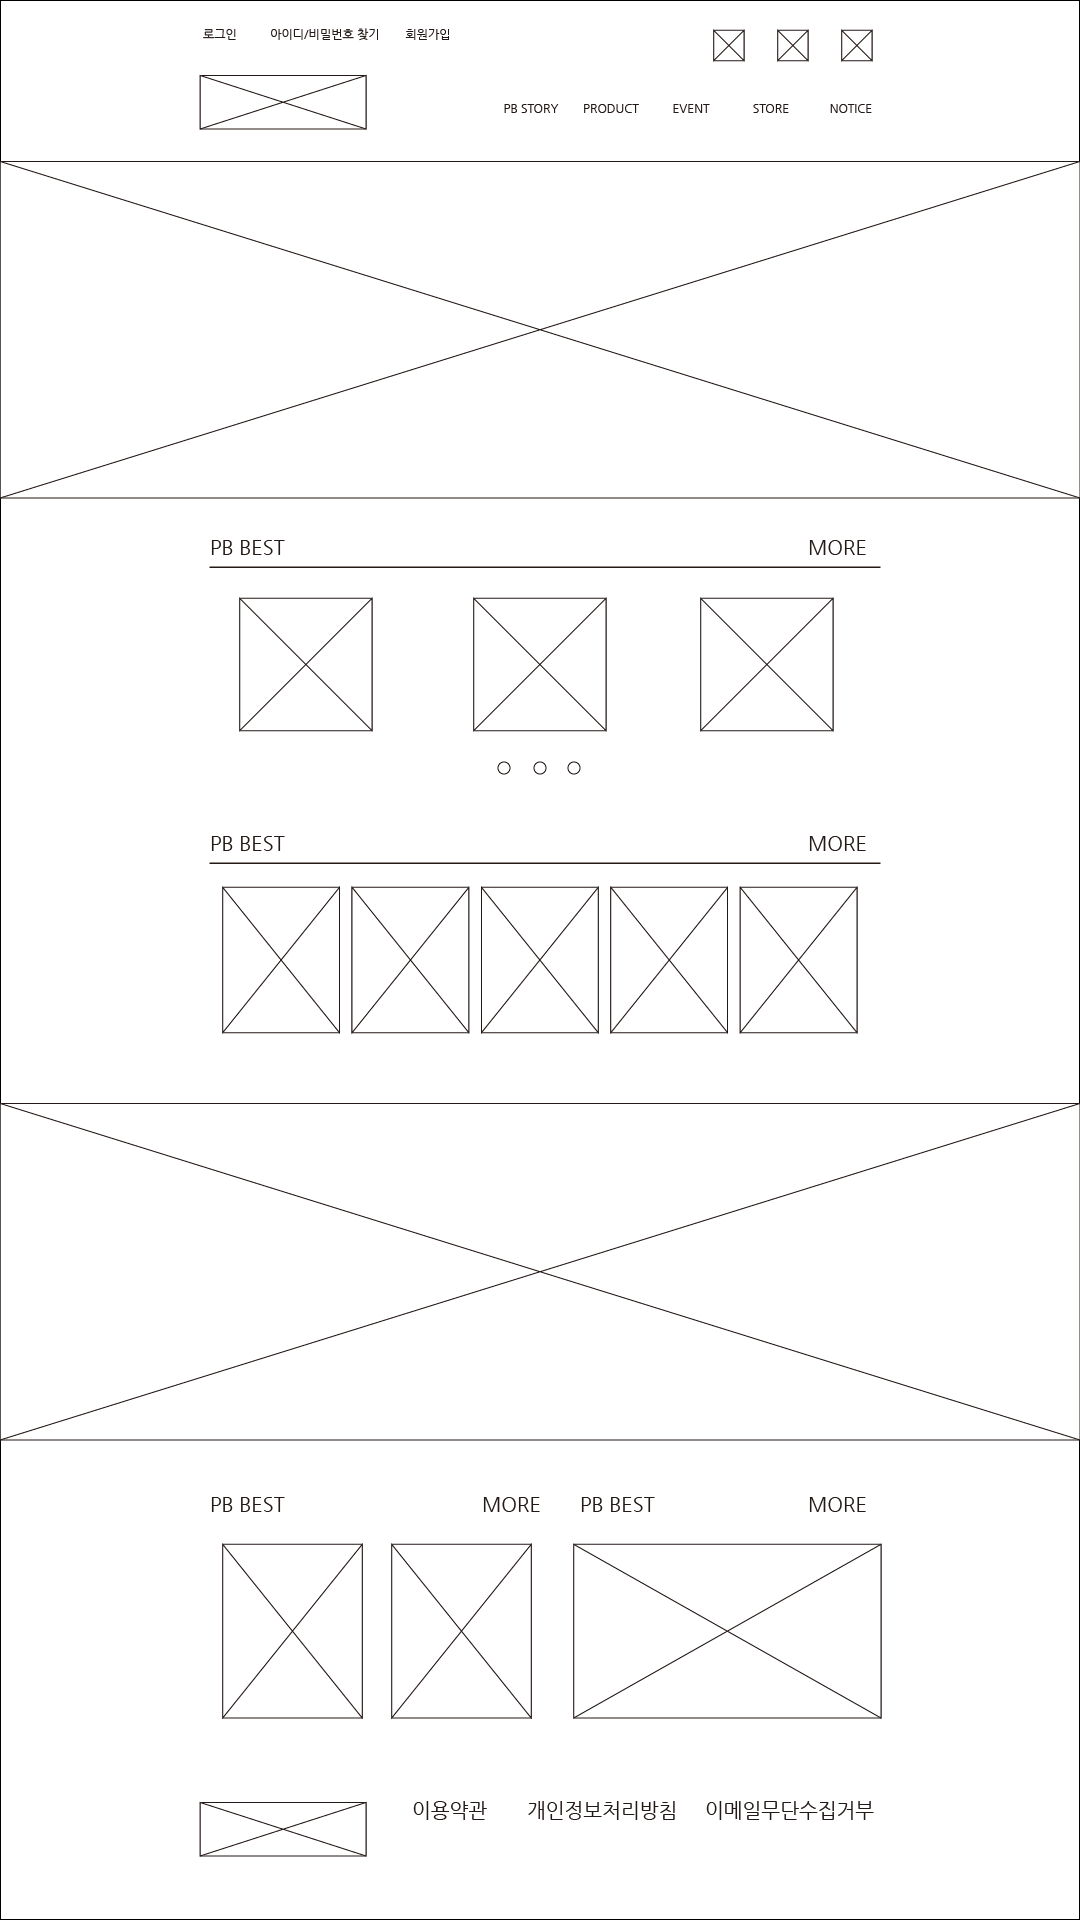 로그인 아이디/비밀번호 찾기 회원가입
PB STORY PRODUCT EVENT STORE NOTICE
PB BEST MORE
PB BEST MORE
PB BEST MORE PB BEST MORE
이용약관 개인정보처리방침 이메일무단수집거부